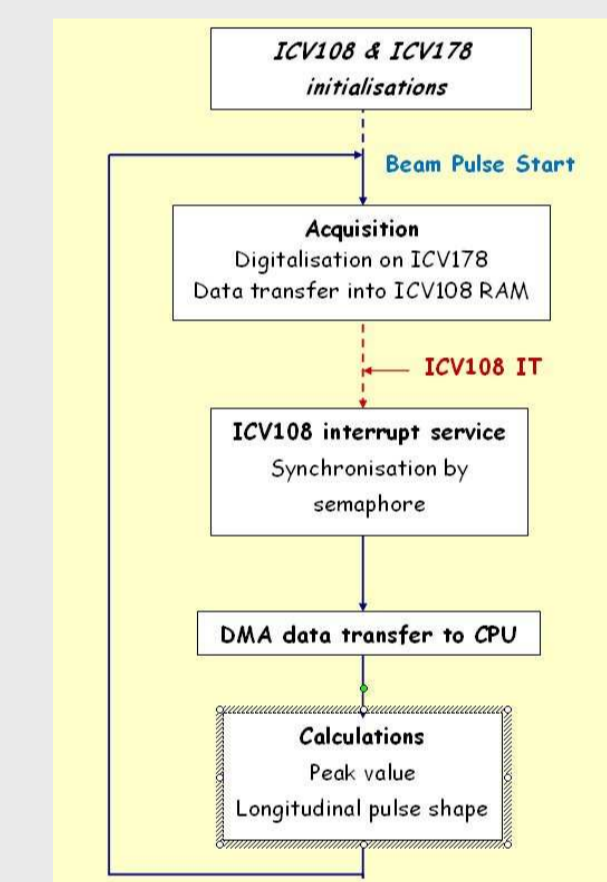 ICV108 & ICV178
initialisations
Beam Pulse Start
Acquisition
Digitalisation on ICV178
Data transfer into ICV108 RAM
ICV108 IT
ICV108 interrupt service
Synchronisation by
semaphore
DMA data transfer to CPU
Calculations
Peak value
Longitudinal pulse shape